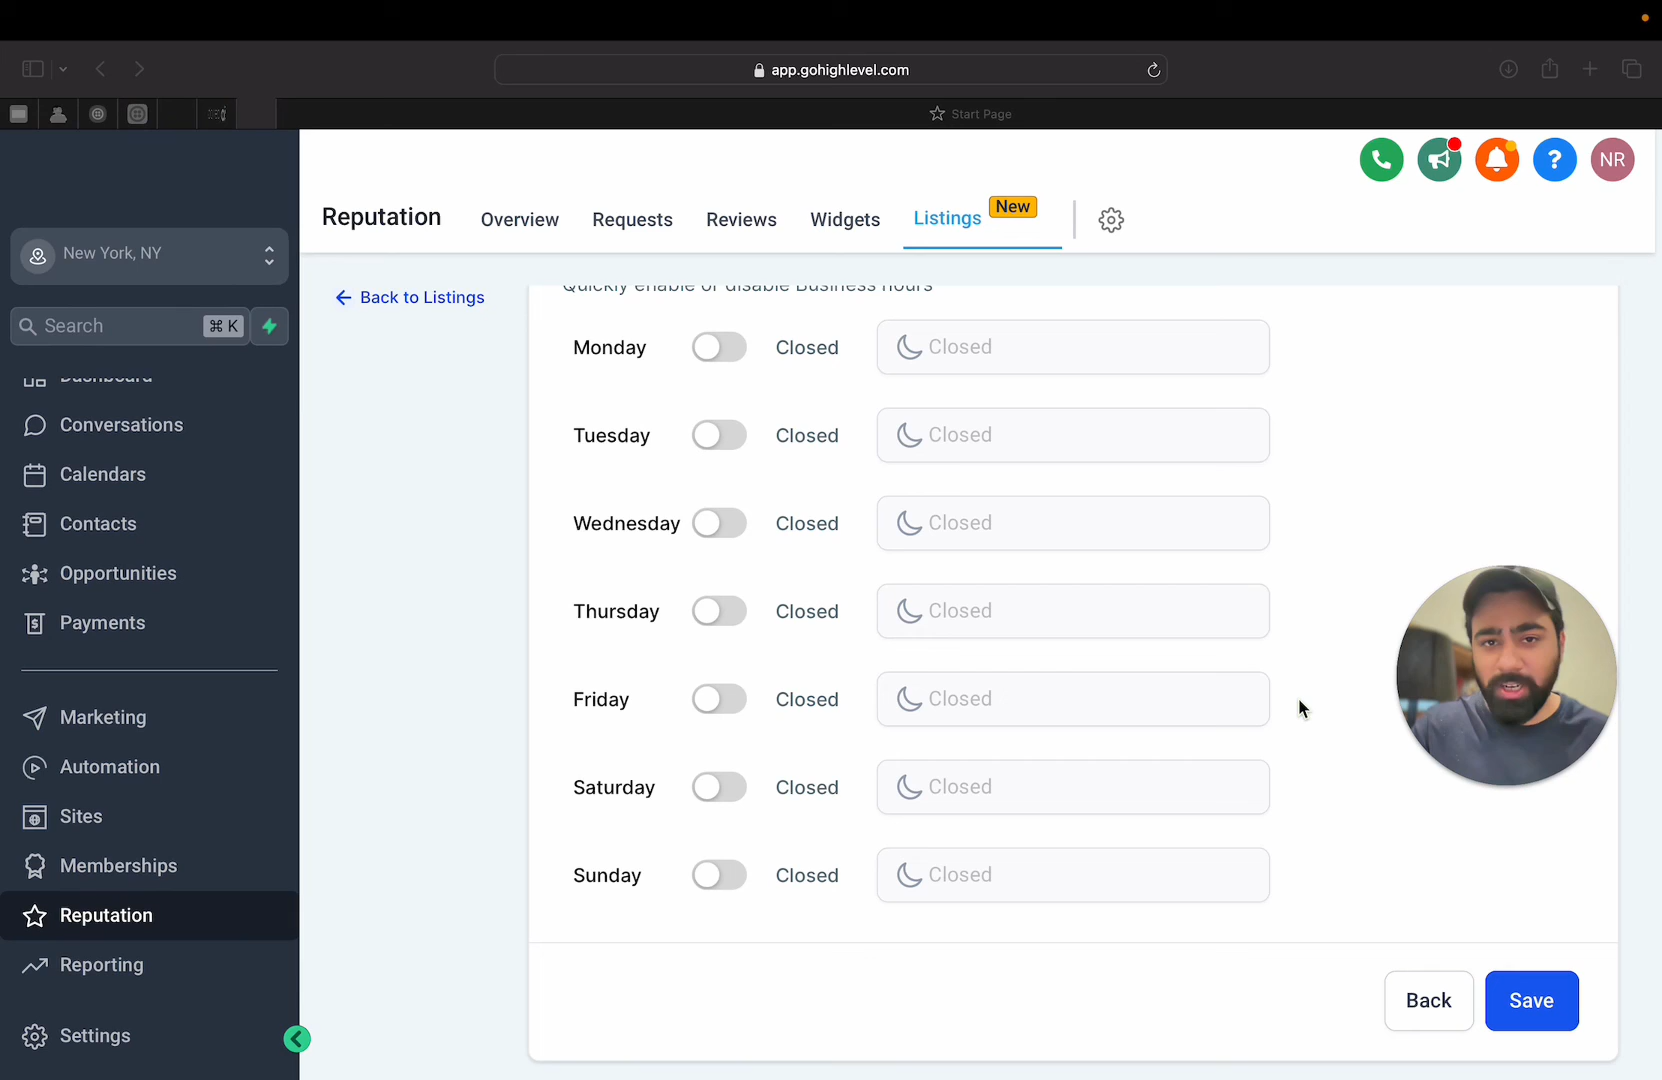 app.gohighlevel.com
Start Page
NR
Reputation
Overview
Requests
Reviews
Widgets
Listings
New
New York, NY
Search
⌘ K
Dashboard
Conversations
Calendars
Contacts
Opportunities
Payments
Marketing
Automation
Sites
Memberships
Reputation
Reporting
Settings
Back to Listings
Quickly enable or disable Business hours
Monday Closed Closed
Tuesday Closed Closed
Wednesday Closed Closed
Thursday Closed Closed
Friday Closed Closed
Saturday Closed Closed
Sunday Closed Closed
Back
Save